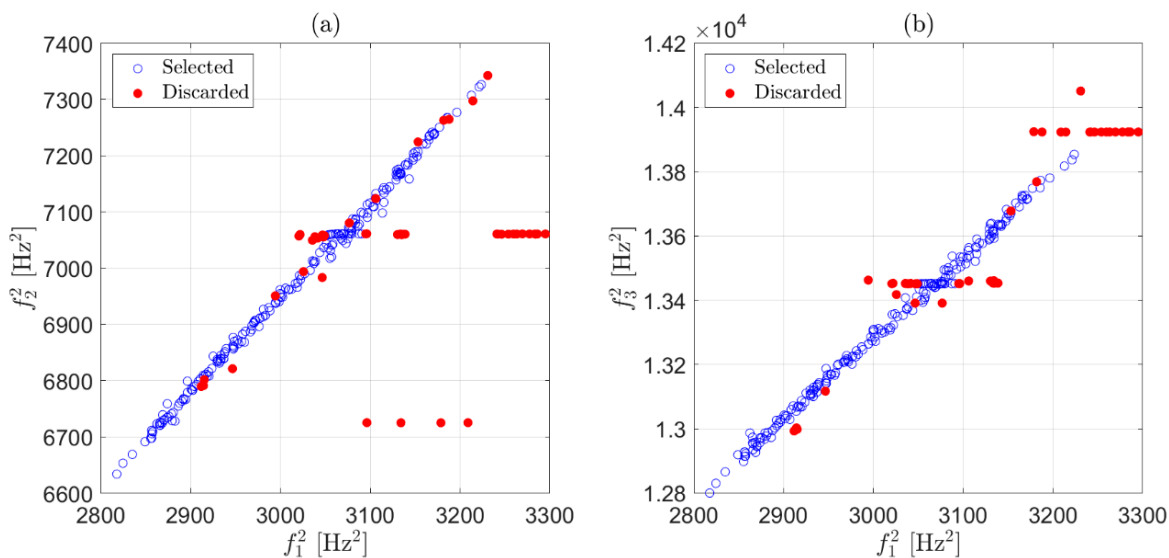 (a)
7400
7300
7200
7100
7000
6900
6800
6700
6600
f₂² [Hz²]
Selected
Discarded
2800 2900 3000 3100 3200 3300
f₁² [Hz²]
(b)
×10⁴
1.42
1.4
1.38
1.36
1.34
1.32
1.3
1.28
f₃² [Hz²]
Selected
Discarded
2800 2900 3000 3100 3200 3300
f₁² [Hz²]